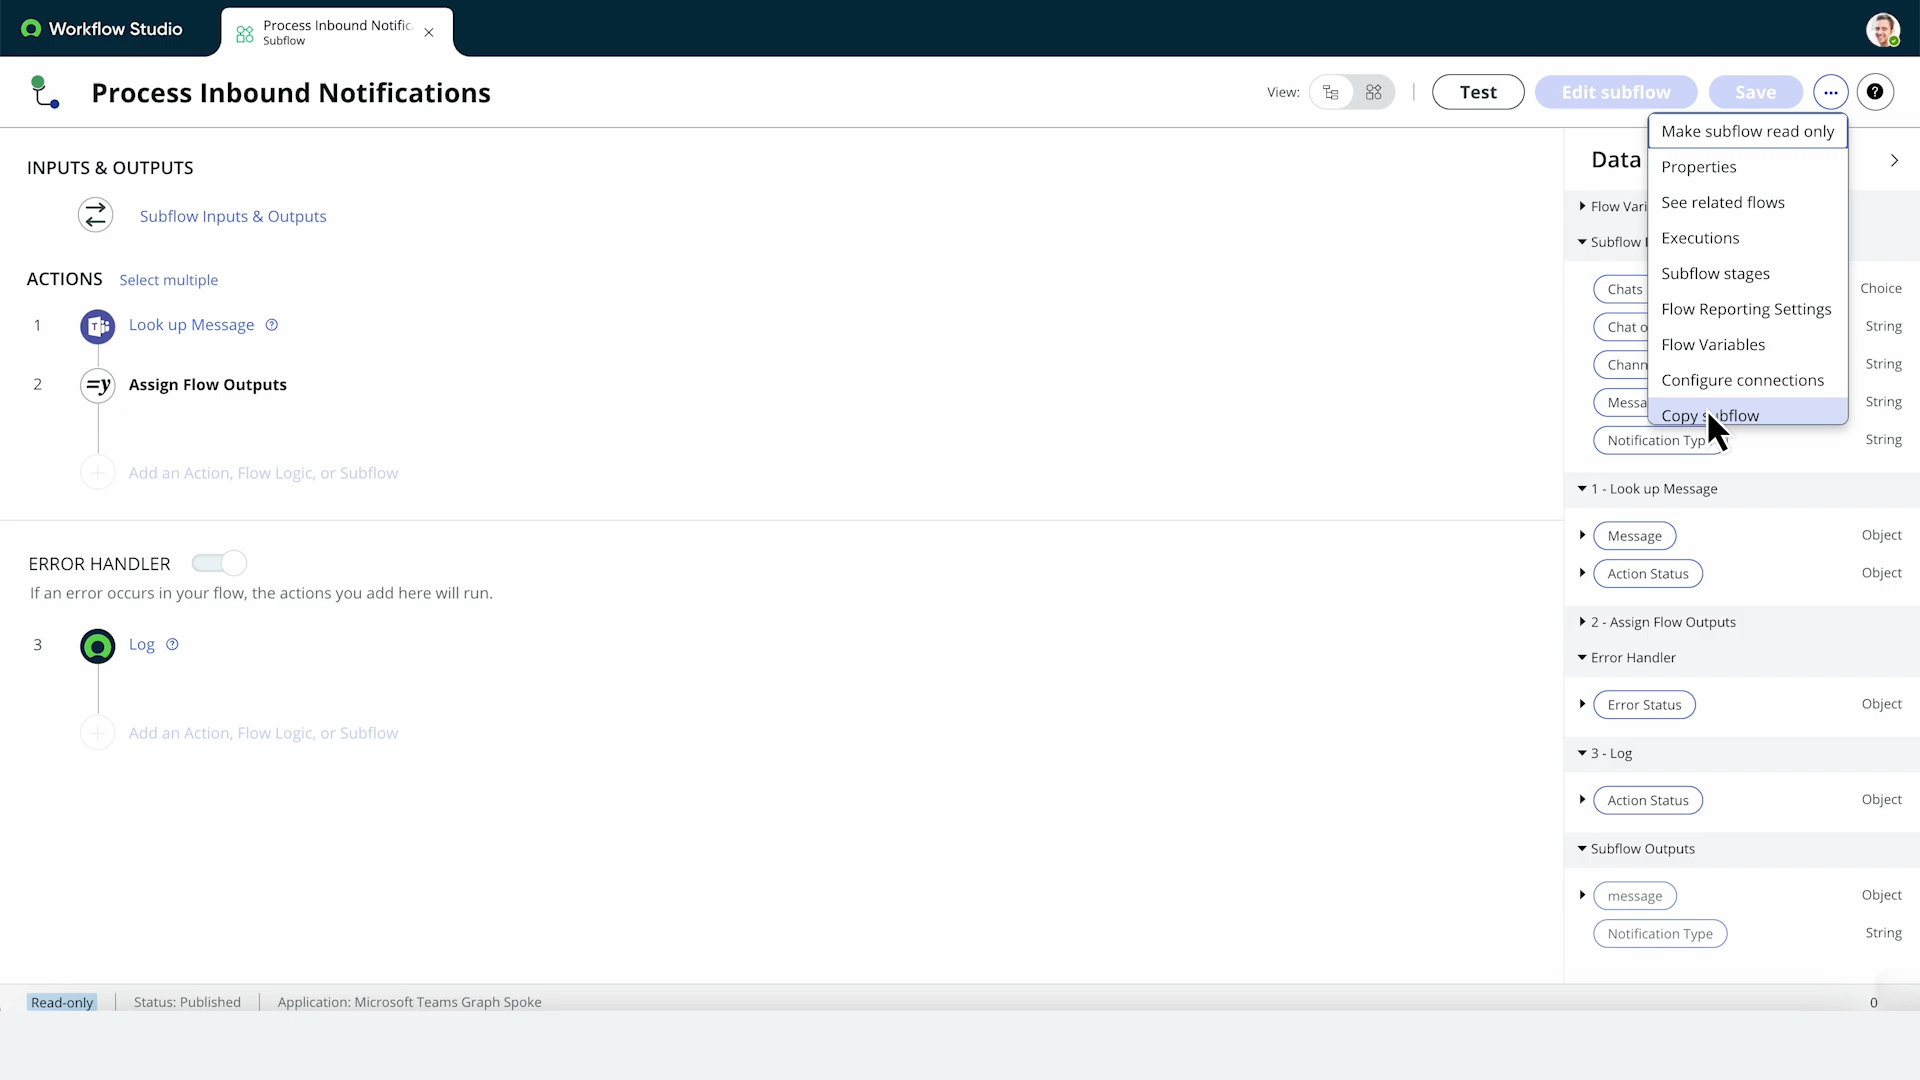 Workflow Studio
Process Inbound Notific
Subflow
Process Inbound Notifications
View:
Test
Edit subflow
Save
Make subflow read only
Properties
See related flows
Executions
Subflow stages
Flow Reporting Settings
Flow Variables
Configure connections
Copy subflow
INPUTS & OUTPUTS
Subflow Inputs & Outputs
ACTIONS Select multiple
1 Look up Message
2 =y Assign Flow Outputs
Add an Action, Flow Logic, or Subflow
ERROR HANDLER
If an error occurs in your flow, the actions you add here will run.
3 Log
Add an Action, Flow Logic, or Subflow
Data
Flow Vari
Subflow
Chats Choice
Chat o String
Chann String
Messa String
Notification Typ String
1 - Look up Message
Message Object
Action Status Object
2 - Assign Flow Outputs
Error Handler
Error Status Object
3 - Log
Action Status Object
Subflow Outputs
message Object
Notification Type String
Read-only Status: Published Application: Microsoft Teams Graph Spoke 0